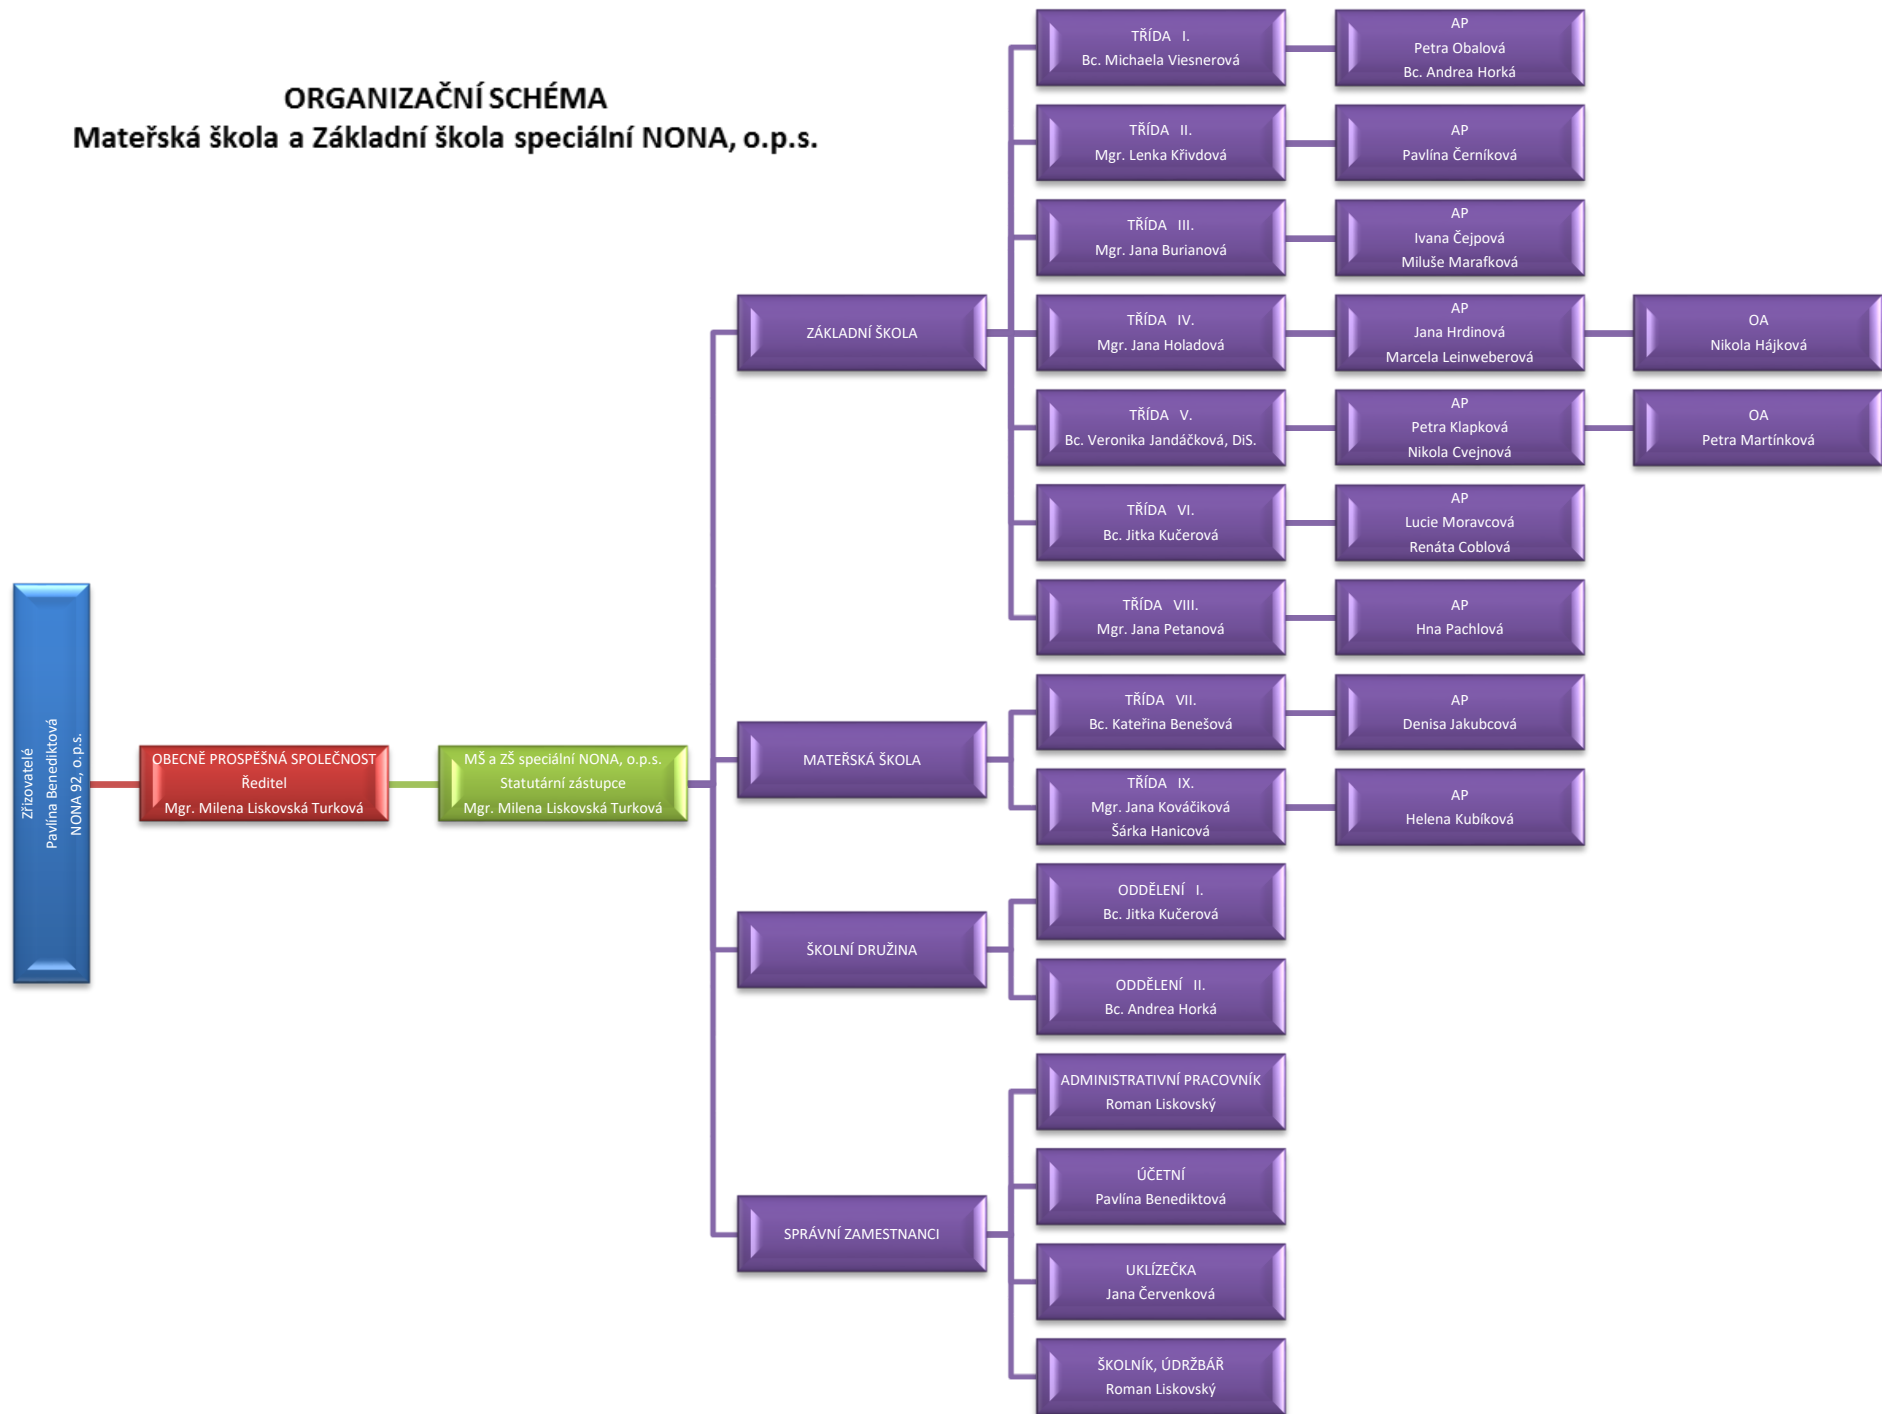 ORGANIZAČNÍ SCHÉMA
Mateřská škola a Základní škola speciální NONA, o.p.s.
Zřizovatelé
Pavlína Benediktová
NONA 92, o.p.s.
OBECNĚ PROSPĚŠNÁ SPOLEČNOST
Ředitel
Mgr. Milena Liskovská Turková
MŠ a ZŠ speciální NONA, o.p.s.
Statutární zástupce
Mgr. Milena Liskovská Turková
ZÁKLADNÍ ŠKOLA
TŘÍDA I.
Bc. Michaela Viesnerová
AP
Petra Obalová
Bc. Andrea Horká
TŘÍDA II.
Mgr. Lenka Křivdová
AP
Pavlína Černíková
TŘÍDA III.
Mgr. Jana Burianová
AP
Ivana Čejpová
Miluše Marafková
TŘÍDA IV.
Mgr. Jana Holadová
AP
Jana Hrdinová
Marcela Leinweberová
OA
Nikola Hájková
TŘÍDA V.
Bc. Veronika Jandáčková, DiS.
AP
Petra Klapková
Nikola Cvejnová
OA
Petra Martínková
TŘÍDA VI.
Bc. Jitka Kučerová
AP
Lucie Moravcová
Renáta Coblová
TŘÍDA VIII.
Mgr. Jana Petanová
AP
Hna Pachlová
MATEŘSKÁ ŠKOLA
TŘÍDA VII.
Bc. Kateřina Benešová
AP
Denisa Jakubcová
TŘÍDA IX.
Mgr. Jana Kováčiková
Šárka Hanicová
AP
Helena Kubíková
ŠKOLNÍ DRUŽINA
ODDĚLENÍ I.
Bc. Jitka Kučerová
ODDĚLENÍ II.
Bc. Andrea Horká
SPRÁVNÍ ZAMESTNANCI
ADMINISTRATIVNÍ PRACOVNÍK
Roman Liskovský
ÚČETNÍ
Pavlína Benediktová
UKLÍZEČKA
Jana Červenková
ŠKOLNÍK, ÚDRŽBÁŘ
Roman Liskovský